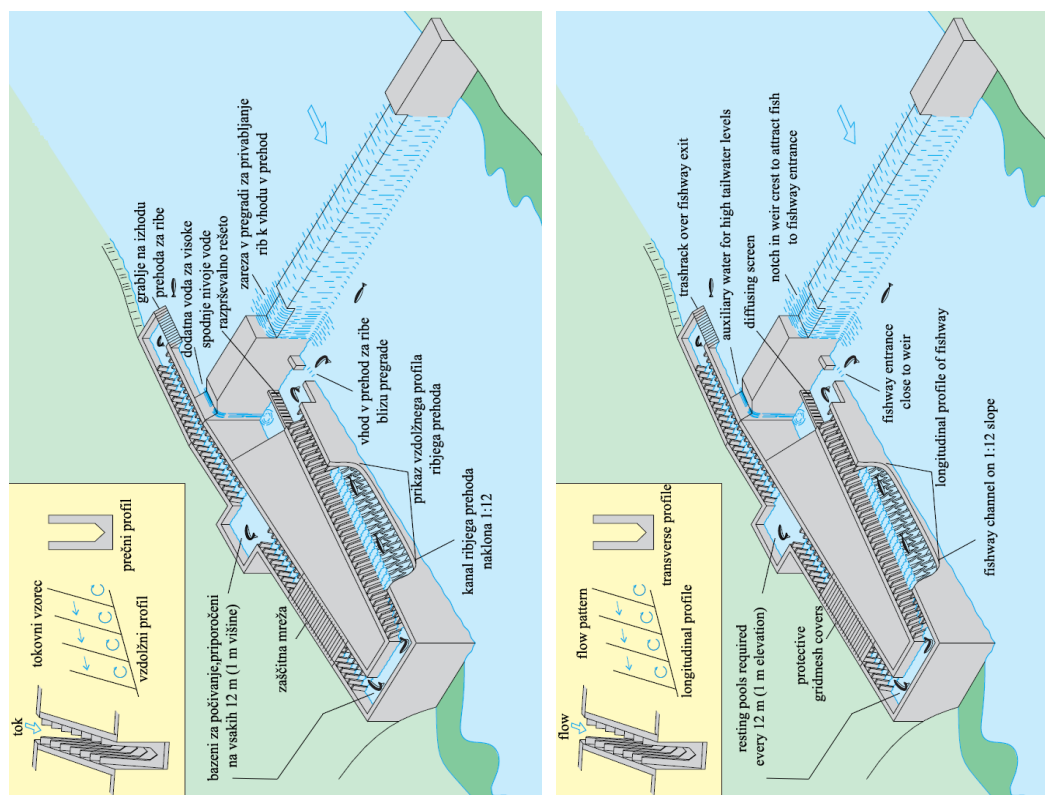 tok
tokovni vzorec
vzdolžni profil
prečni profil
grablje na izhodu
prehoda za ribe
dodatna voda za visoke
spodnje nivoje vode
razprševalno rešeto
zareza v pregradi za privabljanje
rib k vhodu v prehod
vhod v prehod za ribe
blizu pregrade
prikaz vzdolžnega profila
ribjega prehoda
kanal ribjega prehoda
naklona 1:12
bazeni za počivanje,priporočeni
na vsakih 12 m (1 m višine)
zaščitna mreža
flow
flow pattern
longitudinal profile
transverse profile
trashrack over fishway exit
auxiliary water for high tailwater levels
diffusing screen
notch in weir crest to attract fish
to fishway entrance
fishway entrance
close to weir
longitudinal profile of fishway
fishway channel on 1:12 slope
resting pools required
every 12 m (1 m elevation)
protective
gridmesh covers